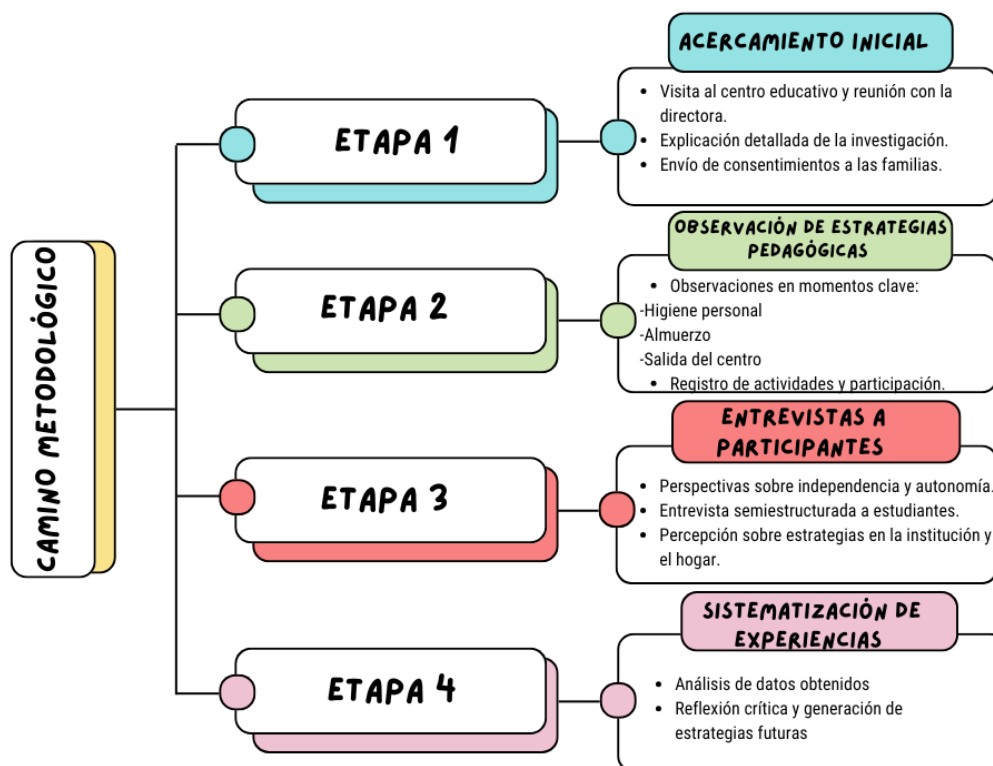 CAMINO METODOLÓGICO
ETAPA 1
ACERCAMIENTO INICIAL
• Visita al centro educativo y reunión con la
directora.
• Explicación detallada de la investigación.
• Envío de consentimientos a las familias.
ETAPA 2
OBSERVACIÓN DE ESTRATEGIAS
PEDAGÓGICAS
• Observaciones en momentos clave:
-Higiene personal
-Almuerzo
-Salida del centro
• Registro de actividades y participación.
ETAPA 3
ENTREVISTAS A
PARTICIPANTES
• Perspectivas sobre independencia y autonomía.
• Entrevista semiestructurada a estudiantes.
• Percepción sobre estrategias en la institución y
el hogar.
ETAPA 4
SISTEMATIZACIÓN DE
EXPERIENCIAS
• Análisis de datos obtenidos
• Reflexión crítica y generación de
estrategias futuras